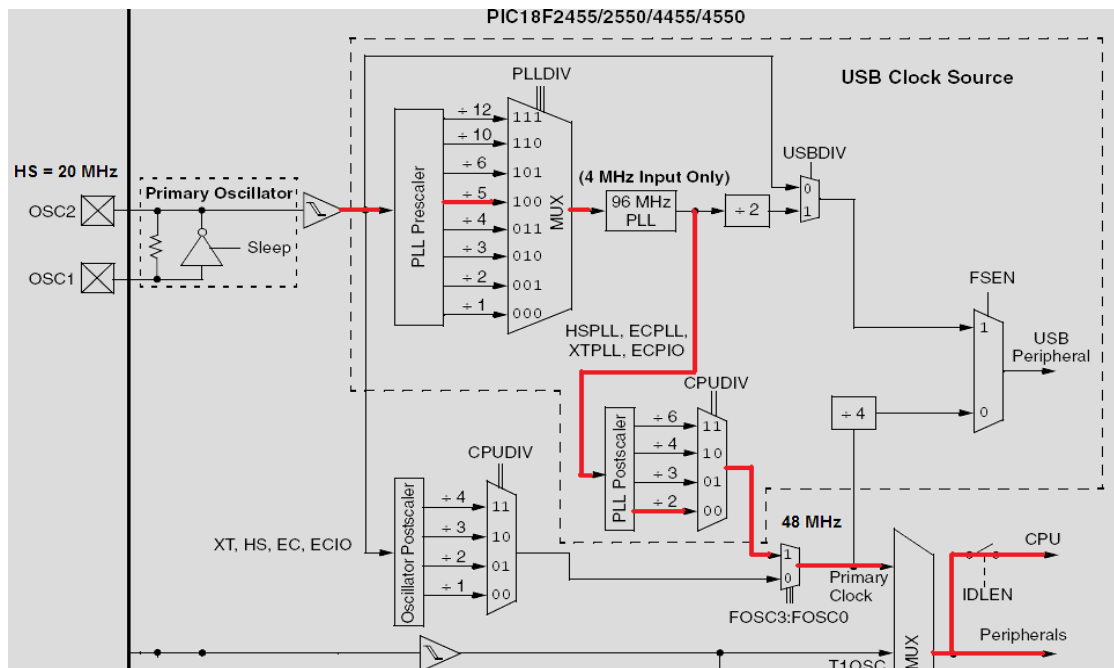 PIC18F2455/2550/4455/4550
USB Clock Source
PLLDIV
HS = 20 MHz
OSC2
OSC1
Primary Oscillator
Sleep
PLL Prescaler
÷ 12
÷ 10
÷ 6
÷ 5
÷ 4
÷ 3
÷ 2
÷ 1
111
110
101
100
011
010
001
000
MUX
(4 MHz Input Only)
96 MHz
PLL
÷ 2
USBDIV
0
1
FSEN
1
0
USB
Peripheral
HSPLL, ECPLL,
XTPLL, ECPIO
CPUDIV
PLL Postscaler
÷ 6
÷ 4
÷ 3
÷ 2
11
10
01
00
÷ 4
CPUDIV
XT, HS, EC, ECIO
Oscillator Postscaler
÷ 4
÷ 3
÷ 2
÷ 1
11
10
01
00
48 MHz
1
0
Primary
Clock
FOSC3:FOSC0
CPU
IDLEN
Peripherals
MUX
T1OSC